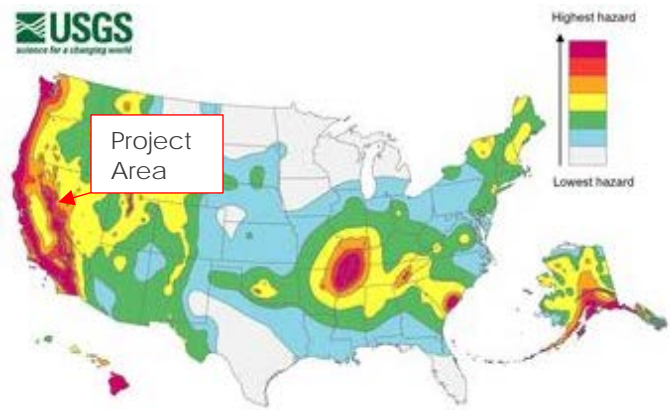 USGS
science for a changing world
Highest hazard
Project
Area
Lowest hazard